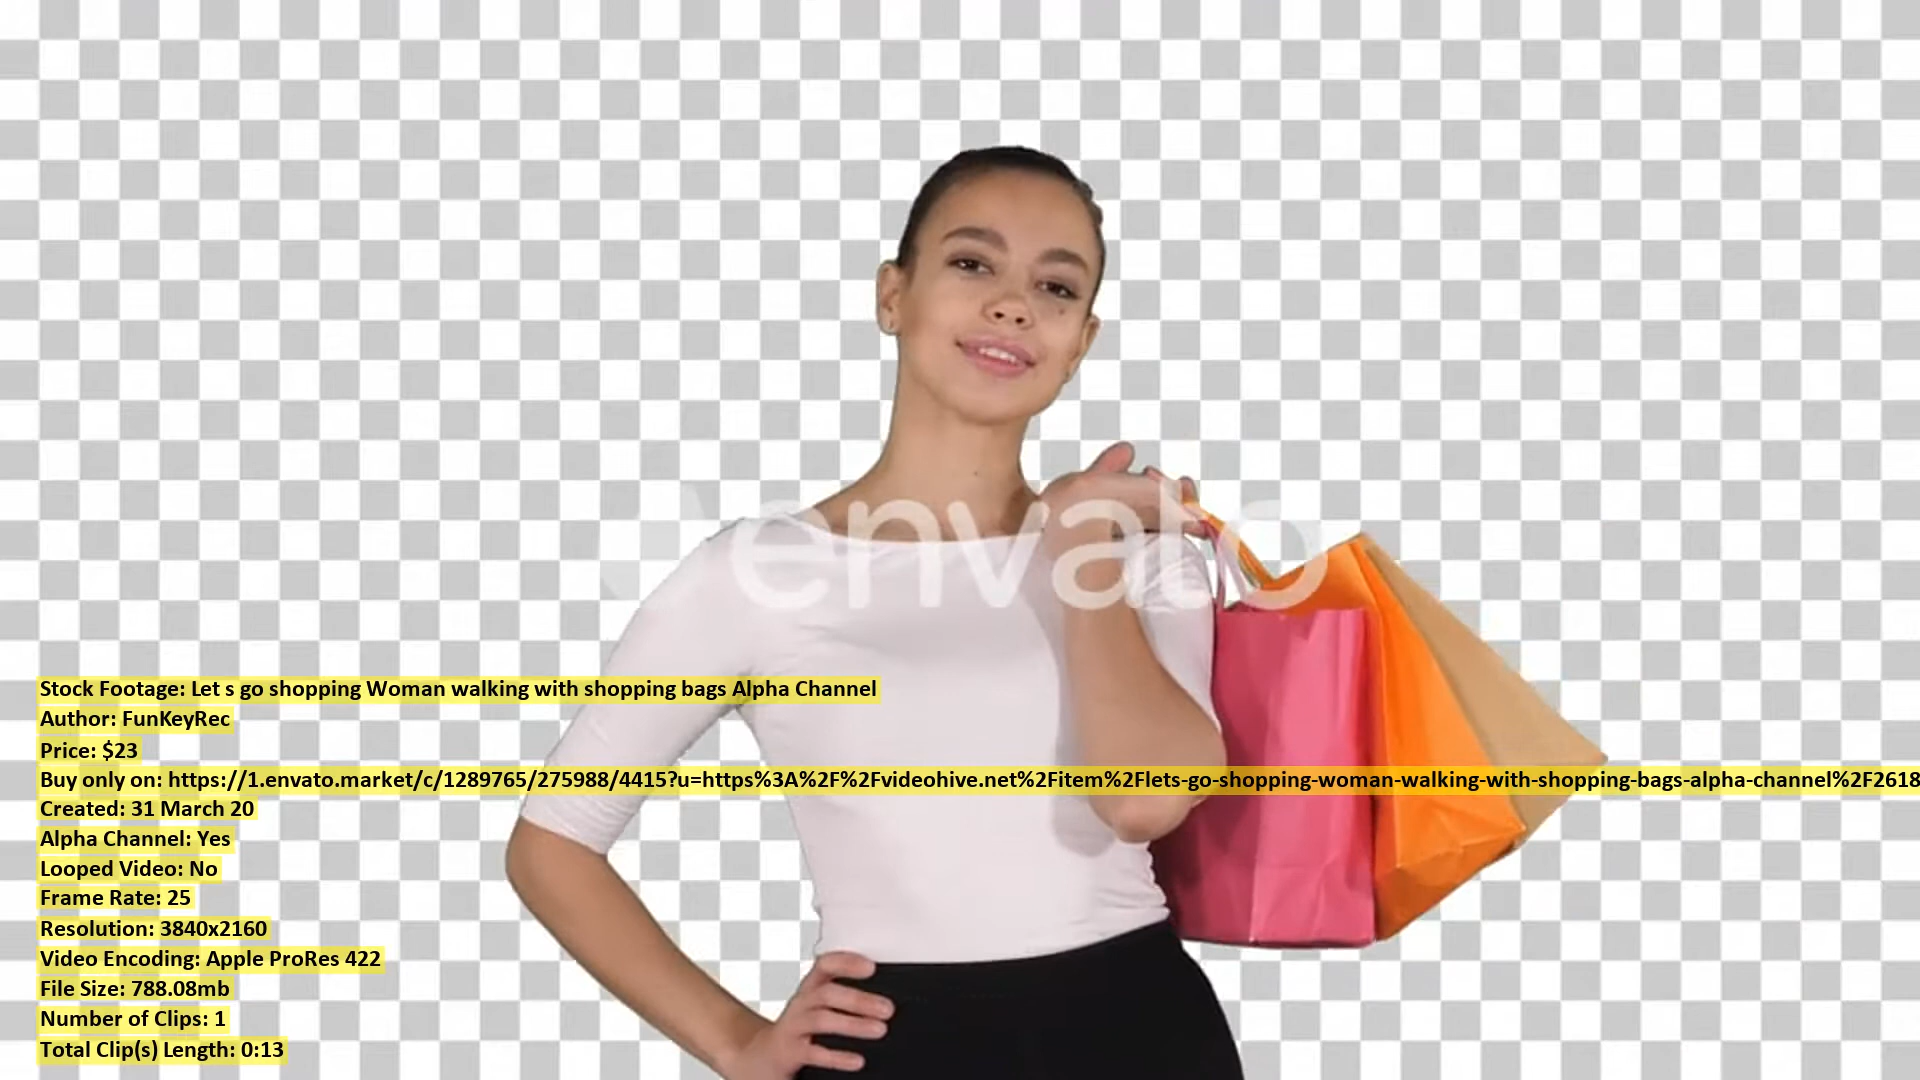 envato
Stock Footage: Let s go shopping Woman walking with shopping bags Alpha Channel
Author: FunKeyRec
Price: $23
Buy only on: https://1.envato.market/c/1289765/275988/4415?u=https%3A%2F%2Fvideohive.net%2Fitem%2Flets-go-shopping-woman-walking-with-shopping-bags-alpha-channel%2F2618
Created: 31 March 20
Alpha Channel: Yes
Looped Video: No
Frame Rate: 25
Resolution: 3840x2160
Video Encoding: Apple ProRes 422
File Size: 788.08mb
Number of Clips: 1
Total Clip(s) Length: 0:13